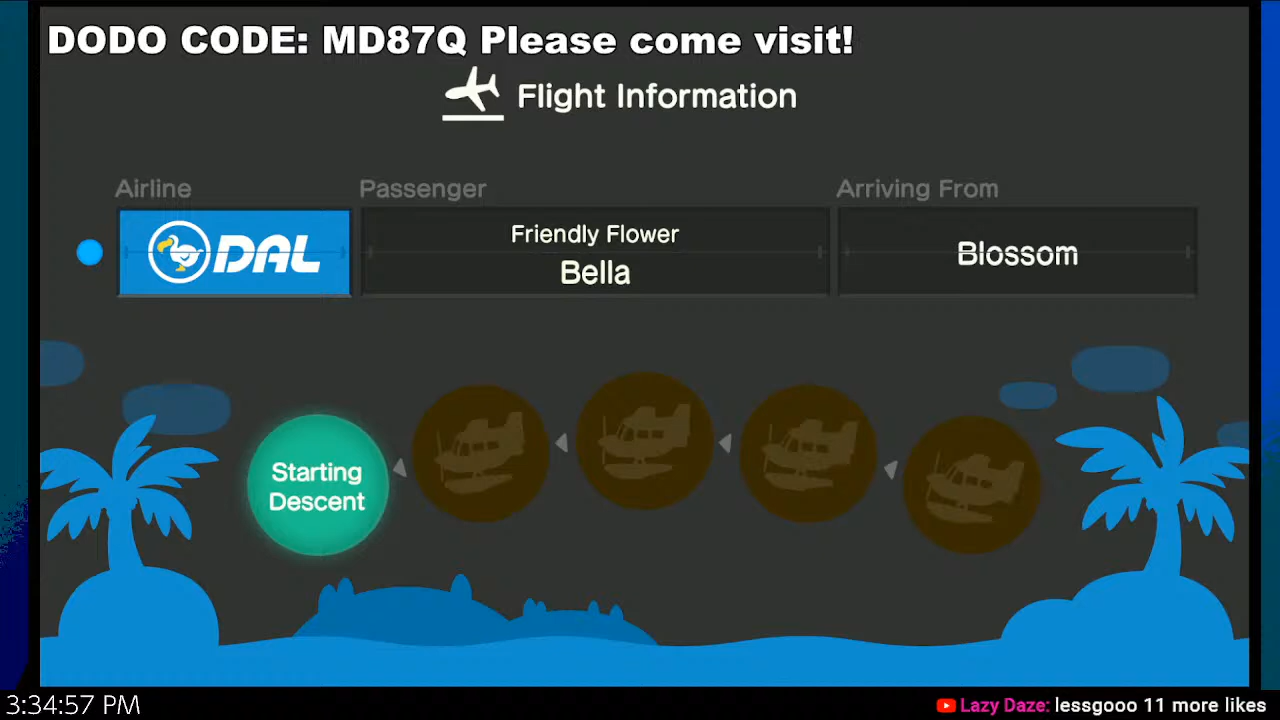 DODO CODE: MD87Q Please come visit!
Flight Information
Airline
Passenger
Arriving From
DAL
Friendly Flower
Bella
Blossom
Starting
Descent
3:34:57 PM
Lazy Daze: lessgooo 11 more likes